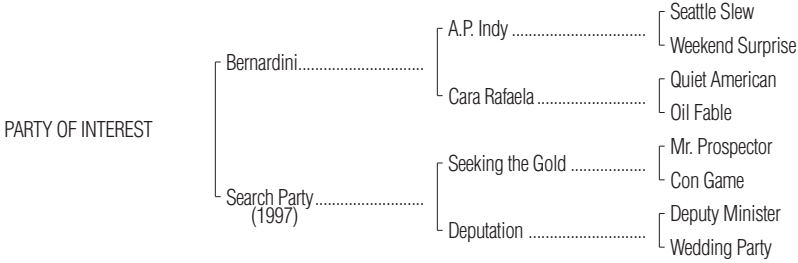 Seattle Slew
A.P. Indy ................................
Weekend Surprise
Bernardini..............................
Quiet American
Cara Rafaela ..........................
Oil Fable
PARTY OF INTEREST
Mr. Prospector
Seeking the Gold ..................
Con Game
Search Party..........................
(1997)
Deputy Minister
Deputation ............................
Wedding Party